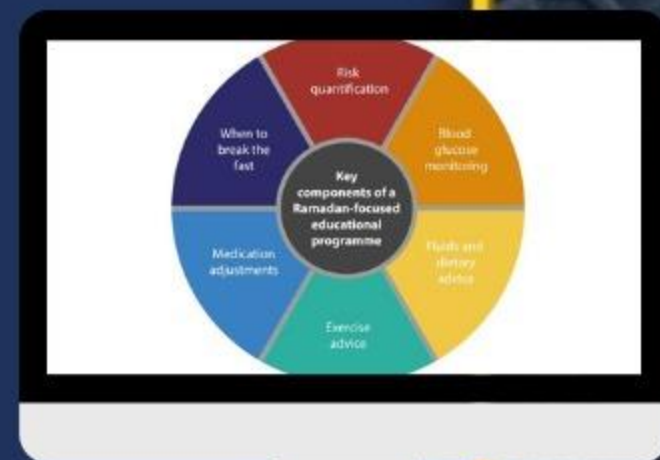 Risk
quantification
Blood
glucose
monitoring
Fluids and
dietary
advice
Exercise
advice
Medication
adjustments
When to
break the
fast
Key
components of a
Ramadan-focused
educational
programme